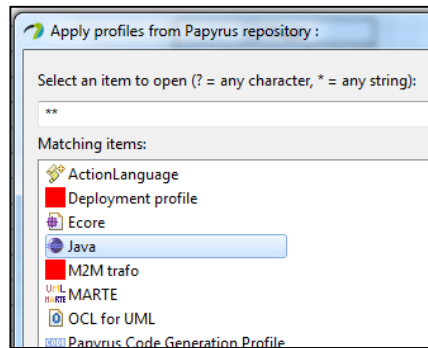 Apply profiles from Papyrus repository :
Select an item to open (? = any character, * = any string):
**
Matching items:
ActionLanguage
Deployment profile
Ecore
Java
M2M trafo
UML MARTE MARTE
OCL for UML
CODE Papyrus Code Generation Profile